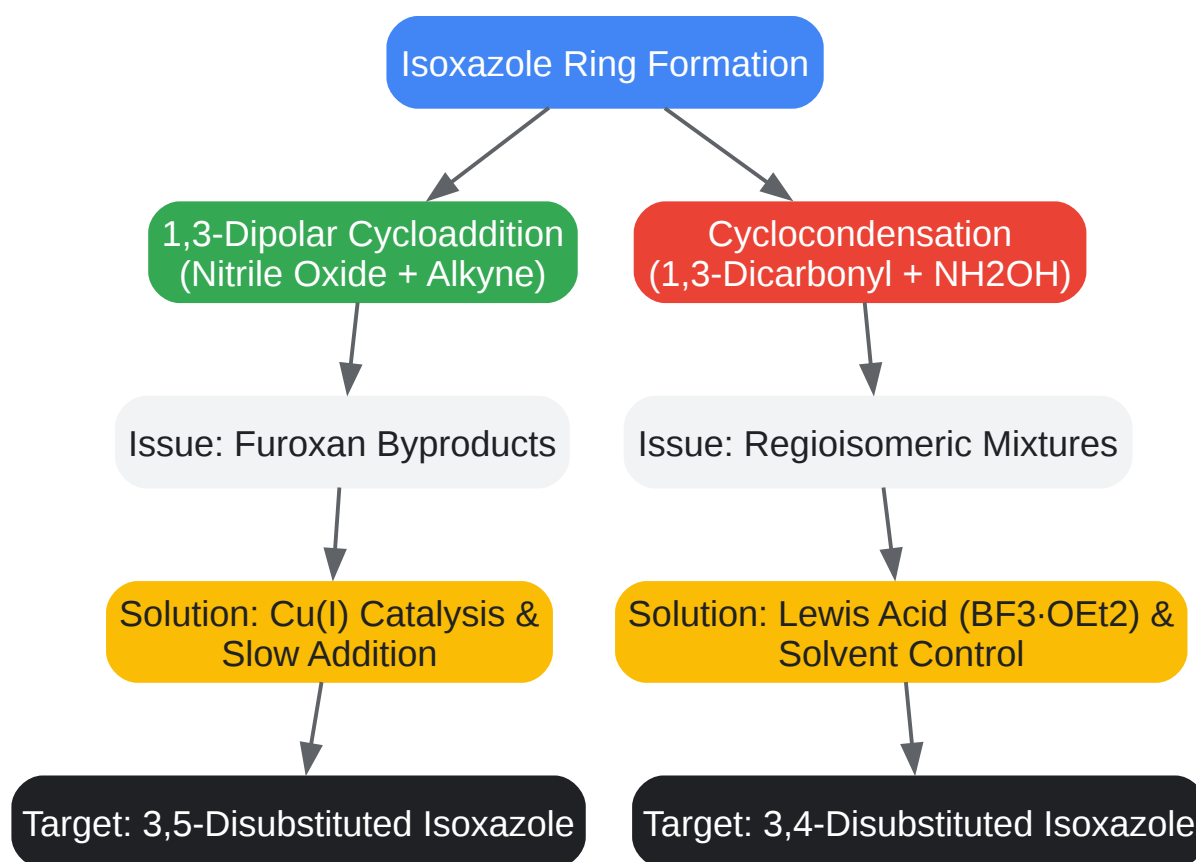 Isoxazole Ring Formation
1,3-Dipolar Cycloaddition
(Nitrile Oxide + Alkyne)
Cyclocondensation
(1,3-Dicarbonyl + NH2OH)
Issue: Furoxan Byproducts
Issue: Regioisomeric Mixtures
Solution: Cu(I) Catalysis &
Slow Addition
Solution: Lewis Acid (BF3·OEt2) &
Solvent Control
Target: 3,5-Disubstituted Isoxazole
Target: 3,4-Disubstituted Isoxazole